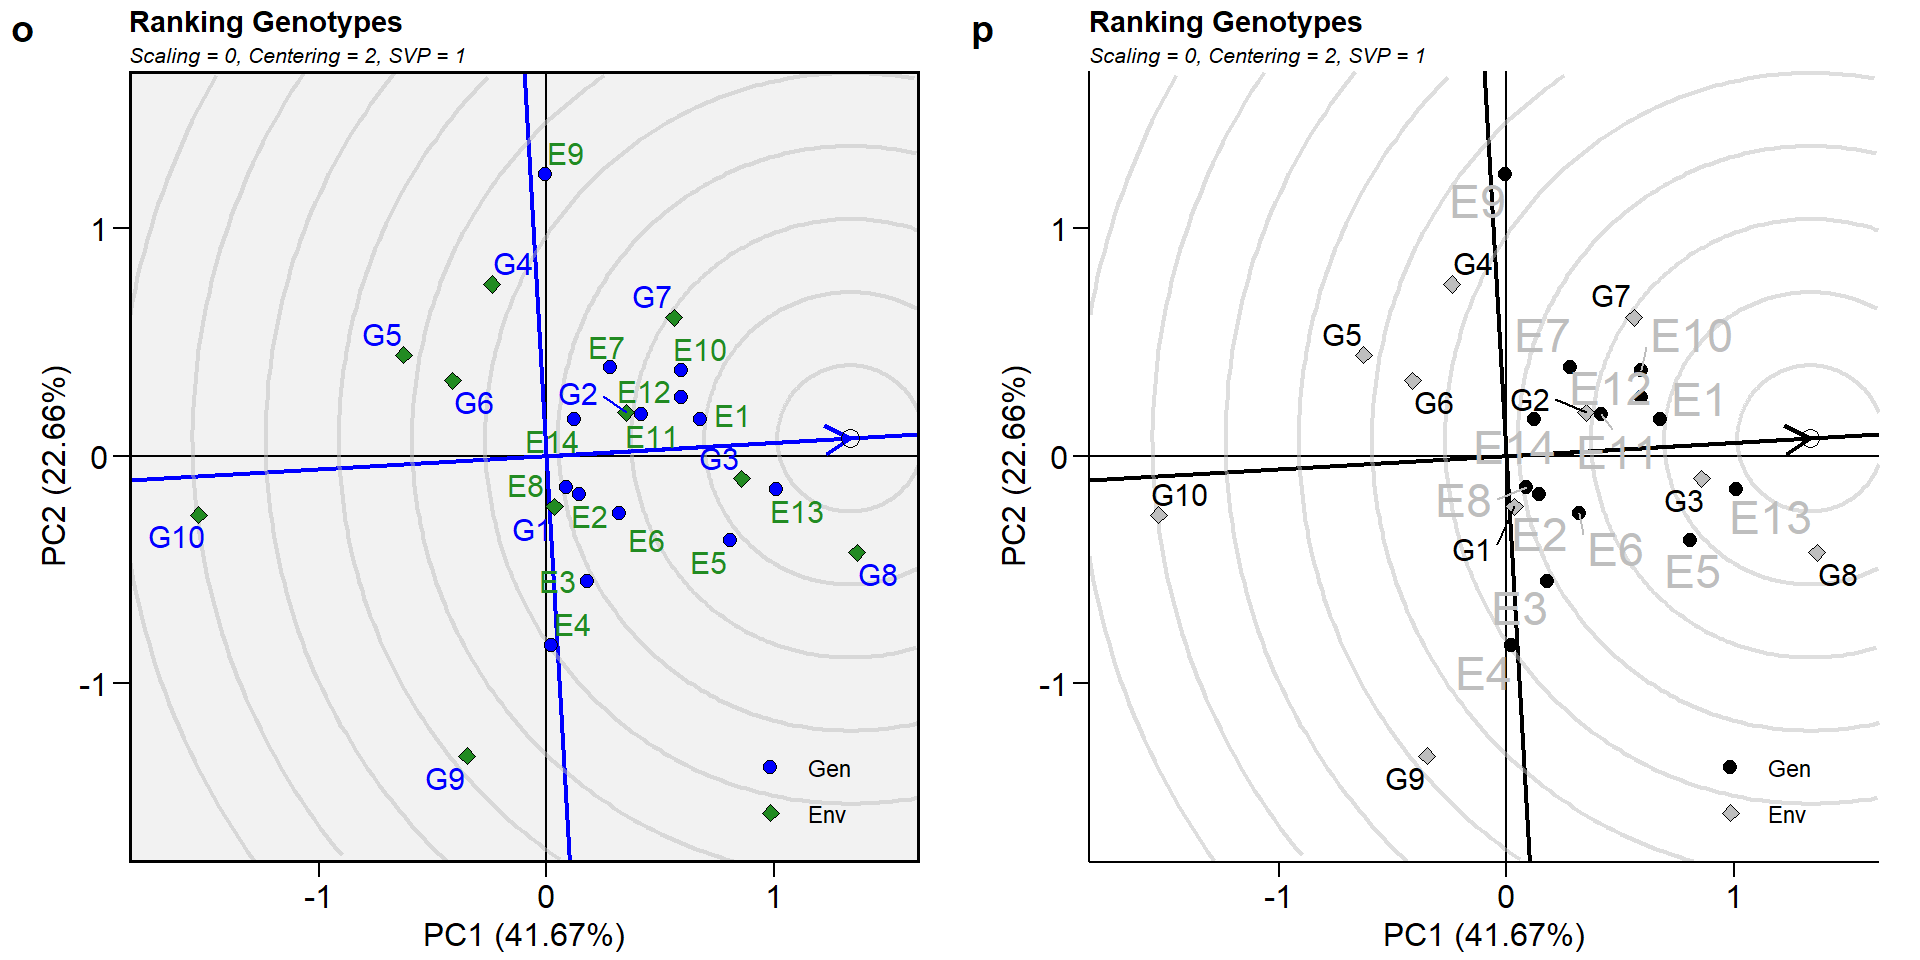 o
Ranking Genotypes
Scaling = 0, Centering = 2, SVP = 1
E9
G4
G7
G5
E7
E10
G2
E12
G6
E1
E11
E14
G3
E8
E2
E13
G10
G1
E6
E5
G8
E3
E4
G9
Gen
Env
1
0
-1
-1
0
1
PC2 (22.66%)
PC1 (41.67%)
p
Ranking Genotypes
Scaling = 0, Centering = 2, SVP = 1
E9
G4
G7
G5
E7
E10
E12
G2
G6
E1
E14
E11
G10
E8
G3
E13
G1
E2
E6
E5
G8
E3
E4
G9
Gen
Env
1
0
-1
-1
0
1
PC2 (22.66%)
PC1 (41.67%)